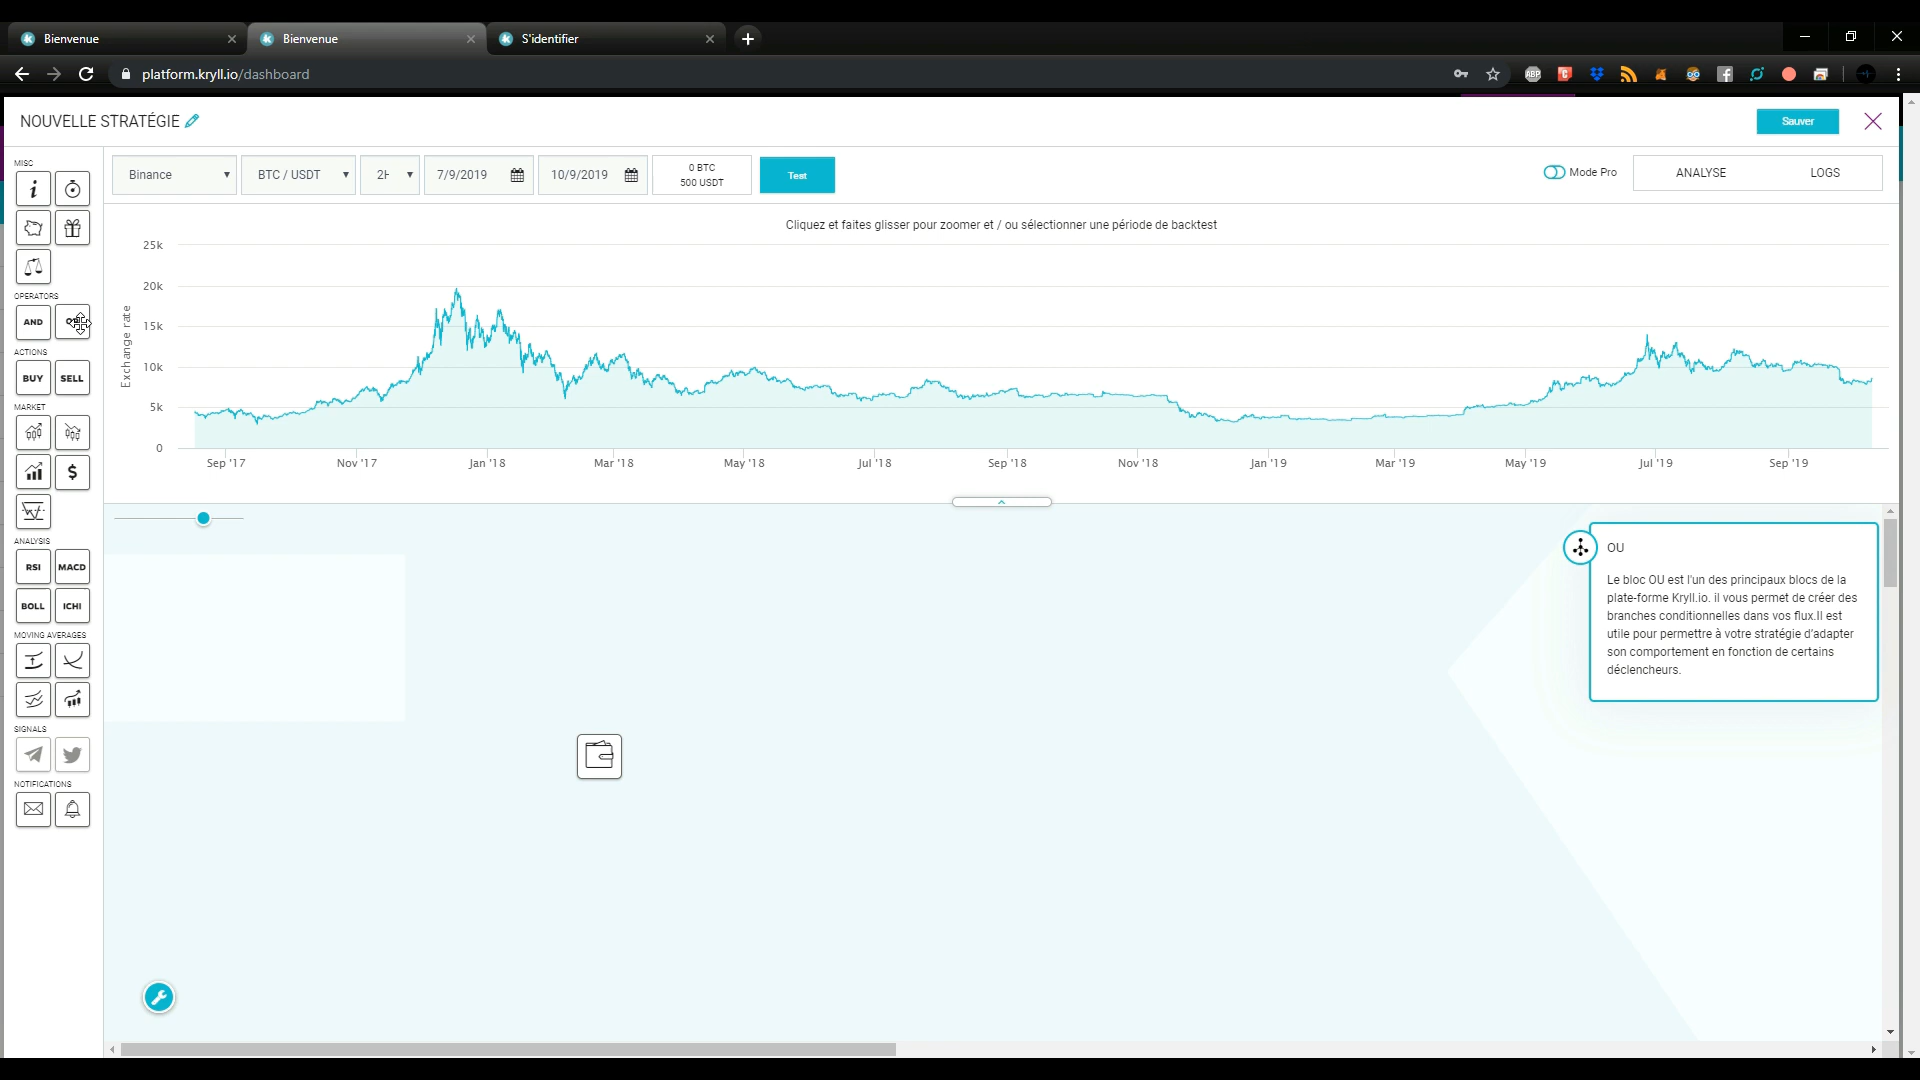 Bienvenue
Bienvenue
S'identifier
platform.kryll.io/dashboard
NOUVELLE STRATÉGIE
Sauver
MISC
Binance
BTC / USDT
7/9/2019
10/9/2019
0 BTC
500 USDT
Test
Mode Pro
ANALYSE
LOGS
Cliquez et faites glisser pour zoomer et / ou sélectionner une période de backtest
25k
20k
15k
10k
5k
0
Exchange rate
Sep '17
Nov '17
Jan '18
Mar '18
May '18
Jul '18
Sep '18
Nov '18
Jan '19
Mar '19
May '19
Jul '19
Sep '19
OPERATORS
AND
ACTIONS
BUY
SELL
MARKET
$
ANALYSIS
RSI
MACD
BOLL
ICHI
MOVING AVERAGES
SIGNALS
NOTIFICATIONS
OU
Le bloc OU est l'un des principaux blocs de la
plate-forme Kryll.io. il vous permet de créer des
branches conditionnelles dans vos flux.Il est
utile pour permettre à votre stratégie d'adapter
son comportement en fonction de certains
déclencheurs.